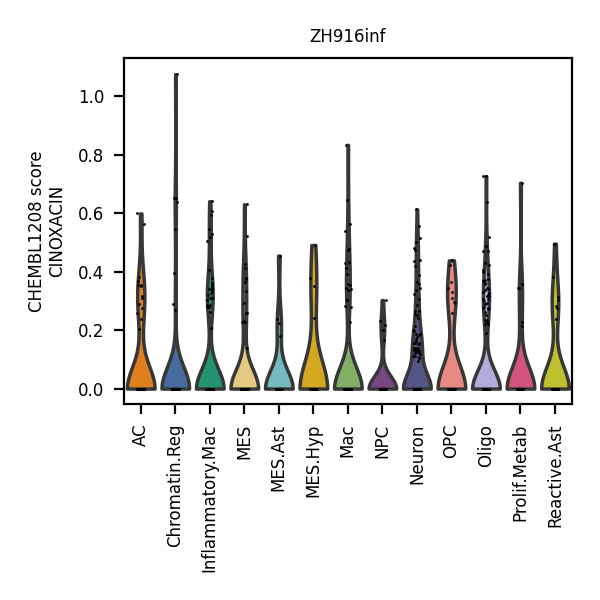 ZH916inf
CHEMBL1208 score
CINOXACIN
1.0
0.8
0.6
0.4
0.2
0.0
AC
Chromatin.Reg
Inflammatory.Mac
MES
MES.Ast
MES.Hyp
Mac
NPC
Neuron
OPC
Oligo
Prolif.Metab
Reactive.Ast